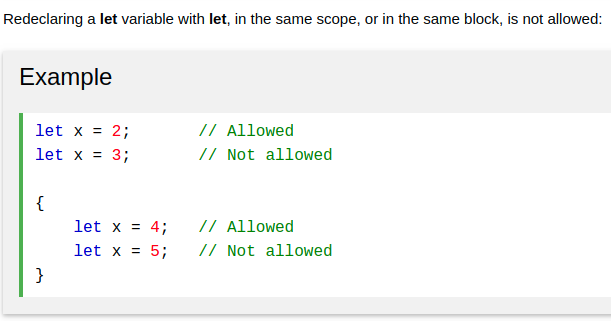 Redeclaring a let variable with let, in the same scope, or in the same block, is not allowed:
Example
let x = 2;       // Allowed
let x = 3;       // Not allowed
{
    let x = 4;   // Allowed
    let x = 5;   // Not allowed
}